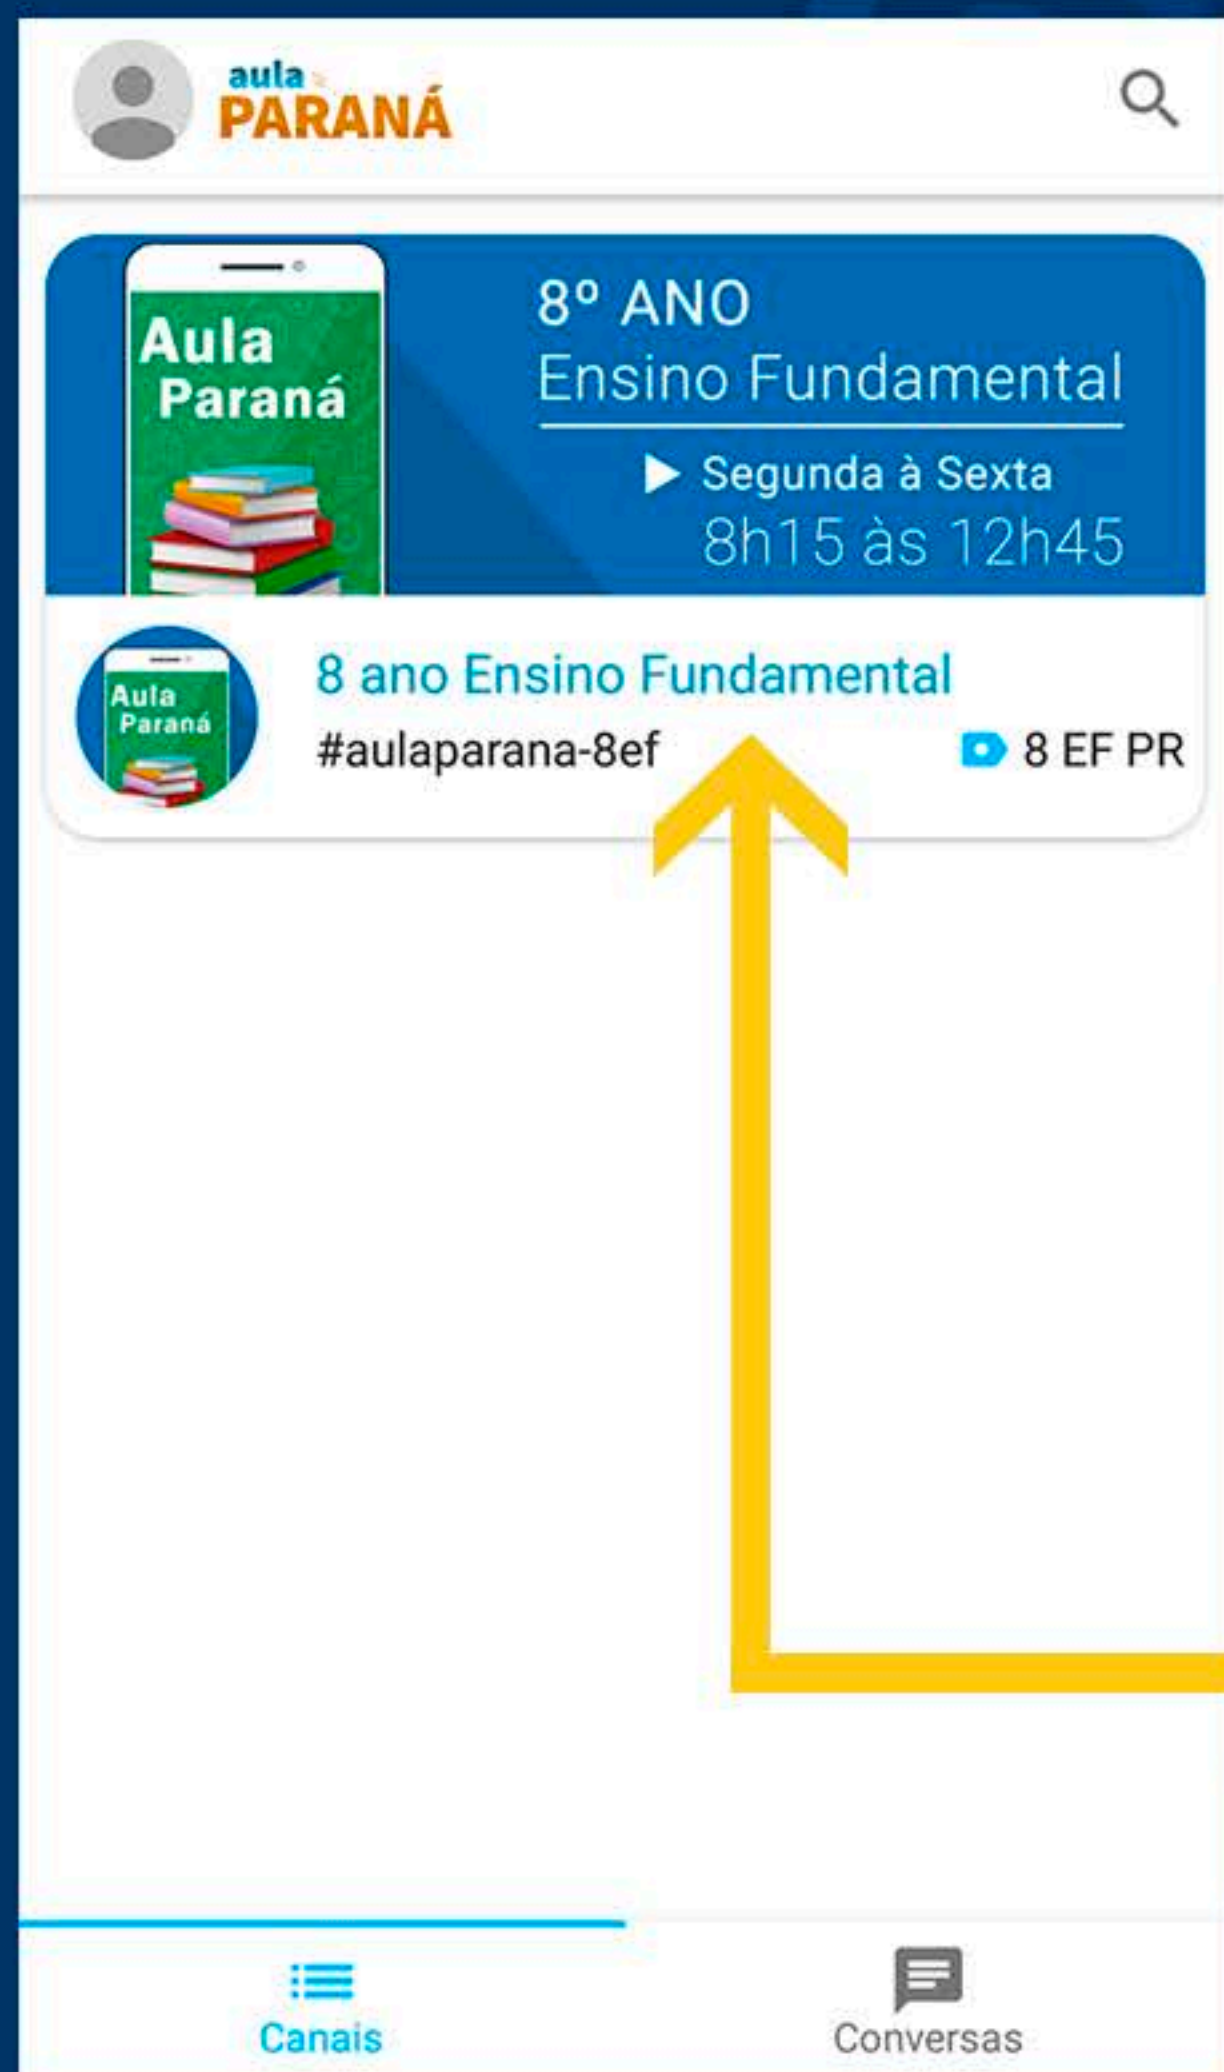 aula
PARANÁ
Aula
Paraná
8º ANO
Ensino Fundamental
Segunda à Sexta
8h15 às 12h45
Aula
Paraná
8 ano Ensino Fundamental
#aulaparana-8ef
8 EF PR
Canais
Conversas